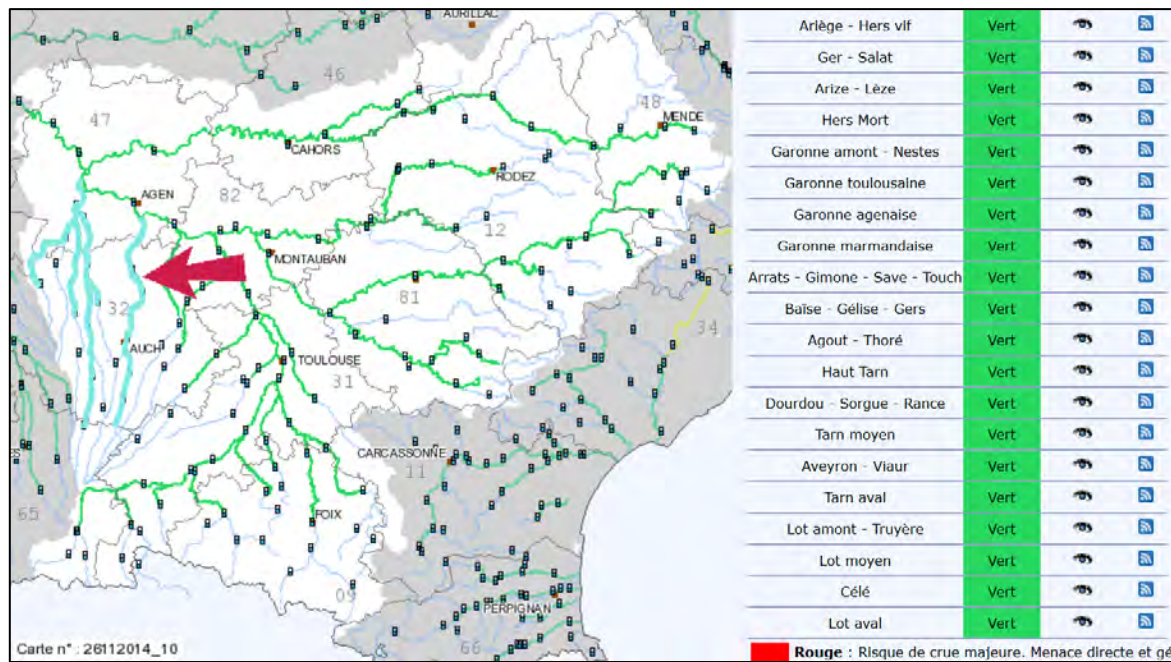 AURILLAC
46
48
MENDE
47
CAHORS
RODEZ
AGEN
82
12
MONTAUBAN
81
34
32
AUCH
TOULOUSE
31
CARCASSONNE
11
ES
65
FOIX
09
PERPIGNAN
66
Carte n° : 26112014_10
Ariège - Hers vif Vert
Ger - Salat Vert
Arize - Lèze Vert
Hers Mort Vert
Garonne amont - Nestes Vert
Garonne toulousaine Vert
Garonne agenaise Vert
Garonne marmandaise Vert
Arrats - Gimone - Save - Touch Vert
Baïse - Gélise - Gers Vert
Agout - Thoré Vert
Haut Tarn Vert
Dourdou - Sorgue - Rance Vert
Tarn moyen Vert
Aveyron - Viaur Vert
Tarn aval Vert
Lot amont - Truyère Vert
Lot moyen Vert
Célé Vert
Lot aval Vert
Rouge : Risque de crue majeure. Menace directe et gé